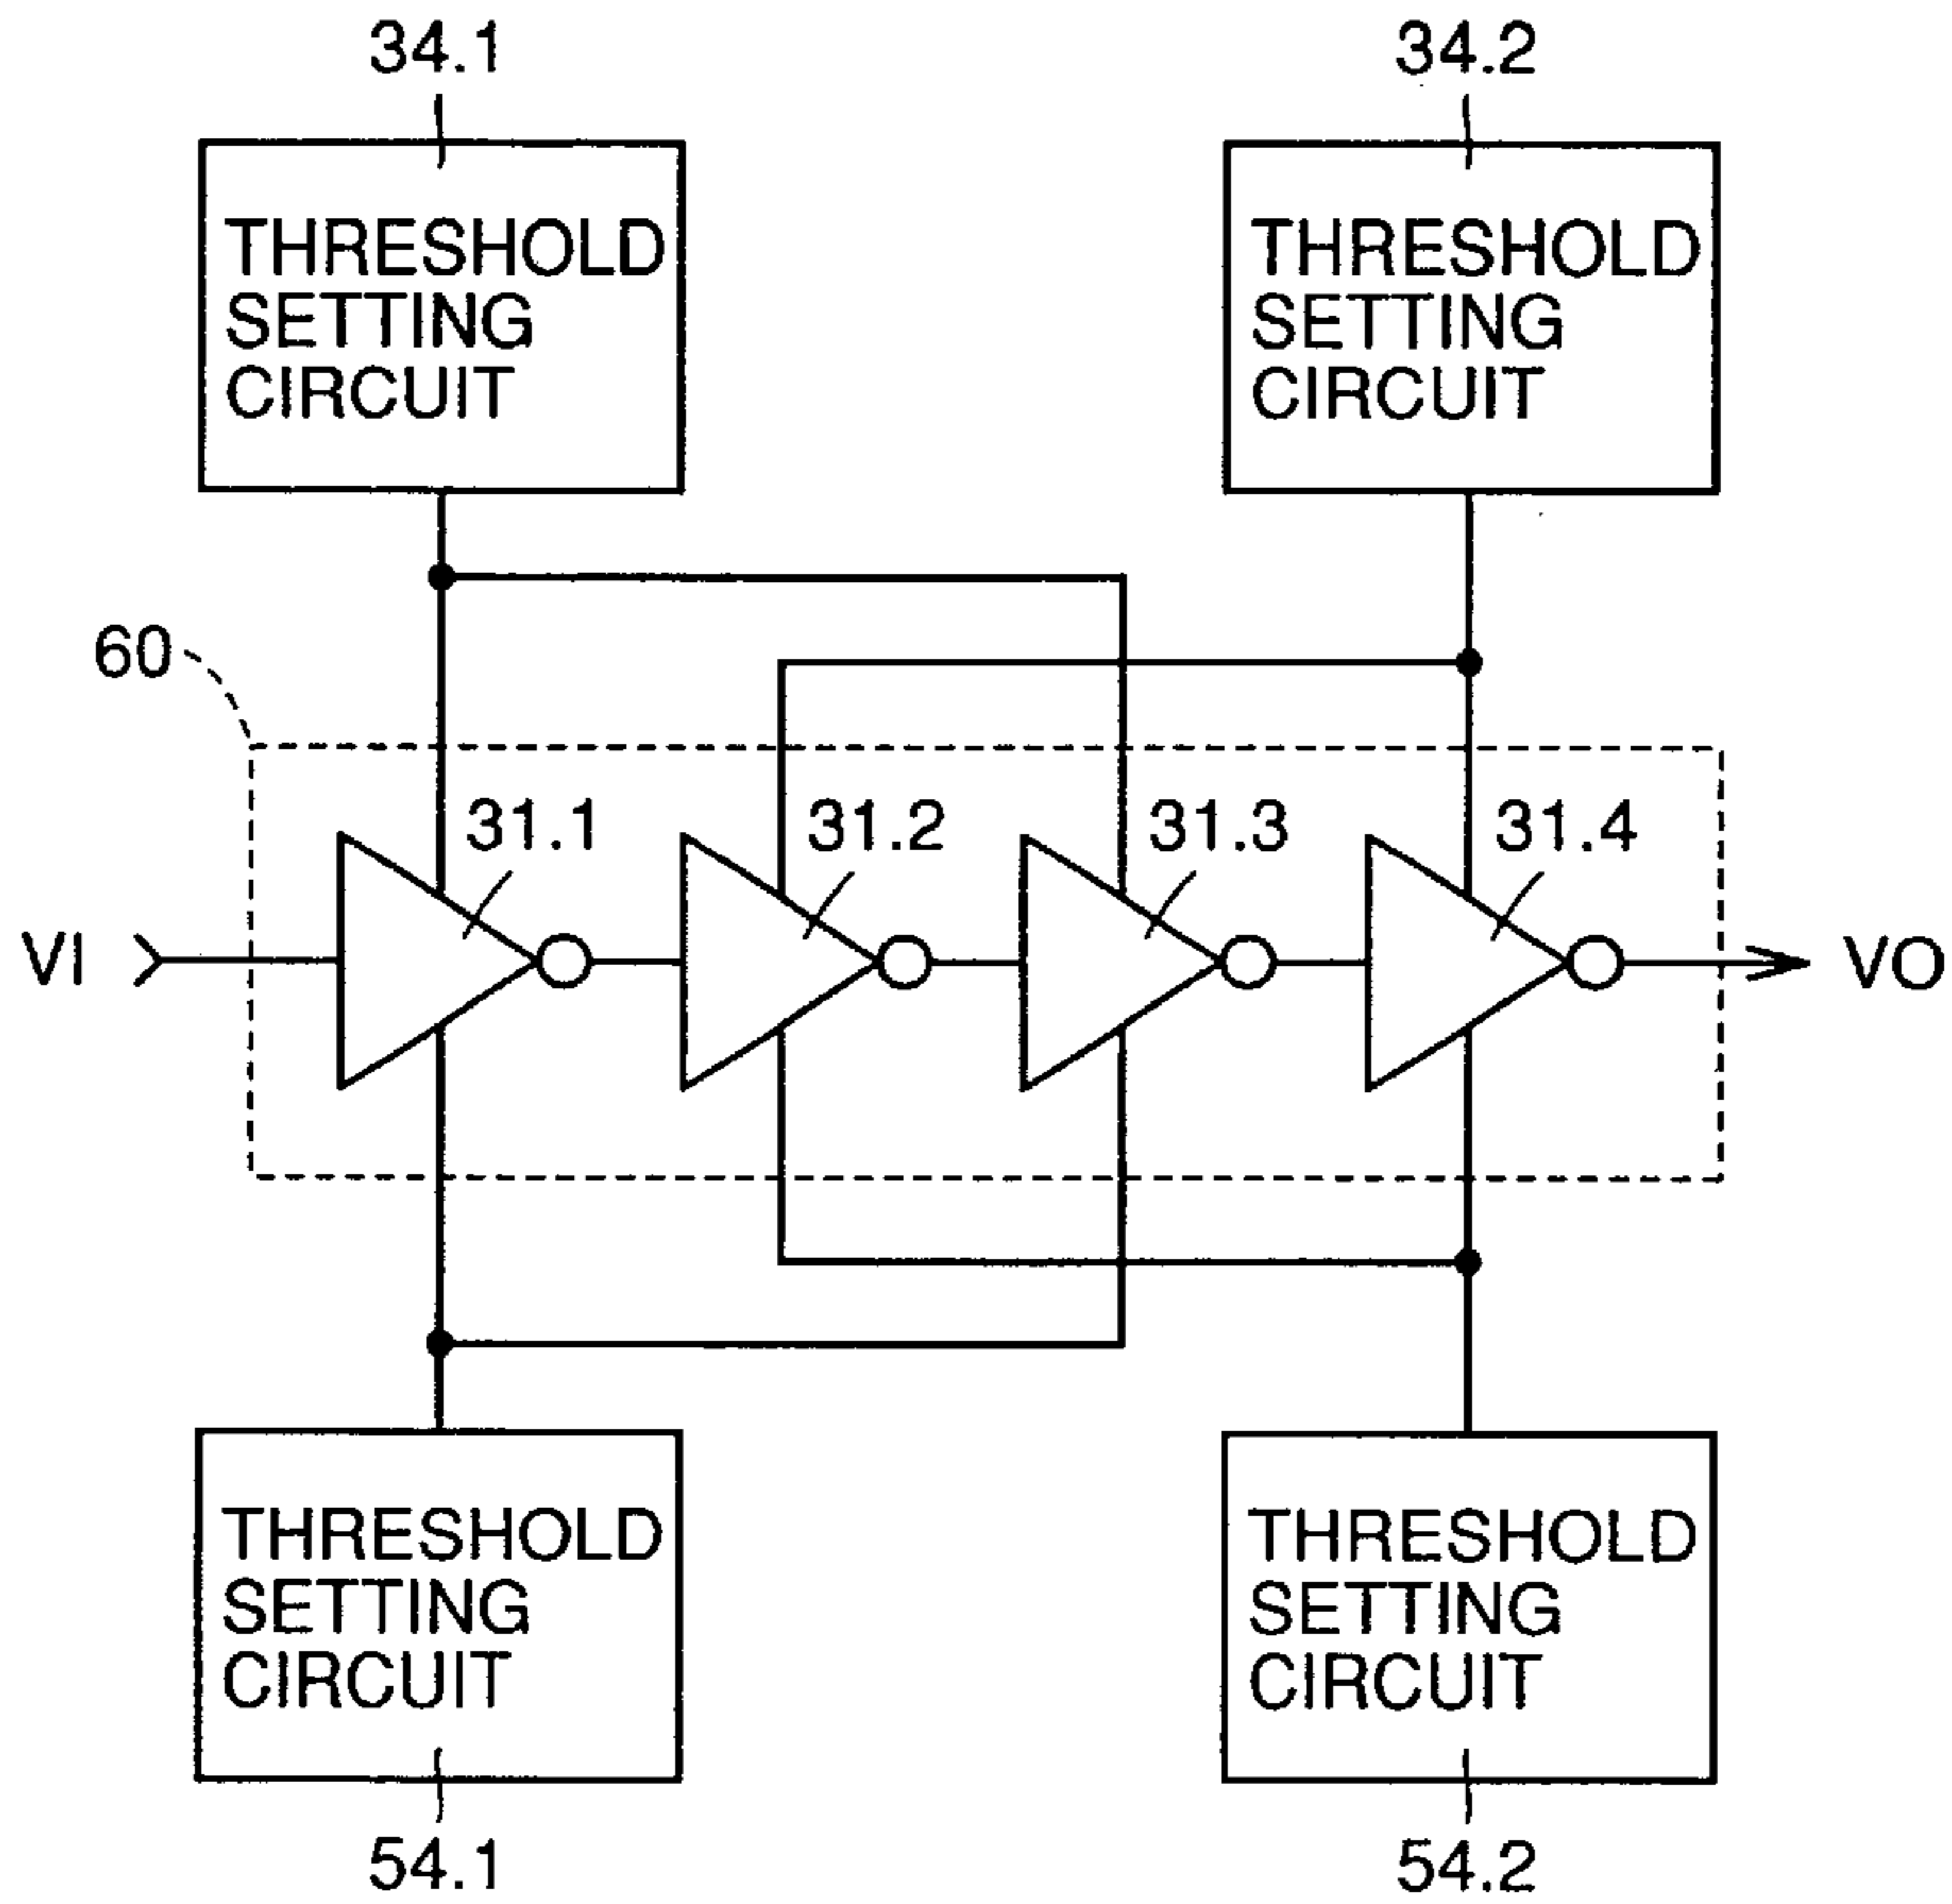 34.1
34.2
THRESHOLD
SETTING
CIRCUIT
THRESHOLD
SETTING
CIRCUIT
60
31.1
31.2
31.3
31.4
VI
VO
THRESHOLD
SETTING
CIRCUIT
THRESHOLD
SETTING
CIRCUIT
54.1
54.2